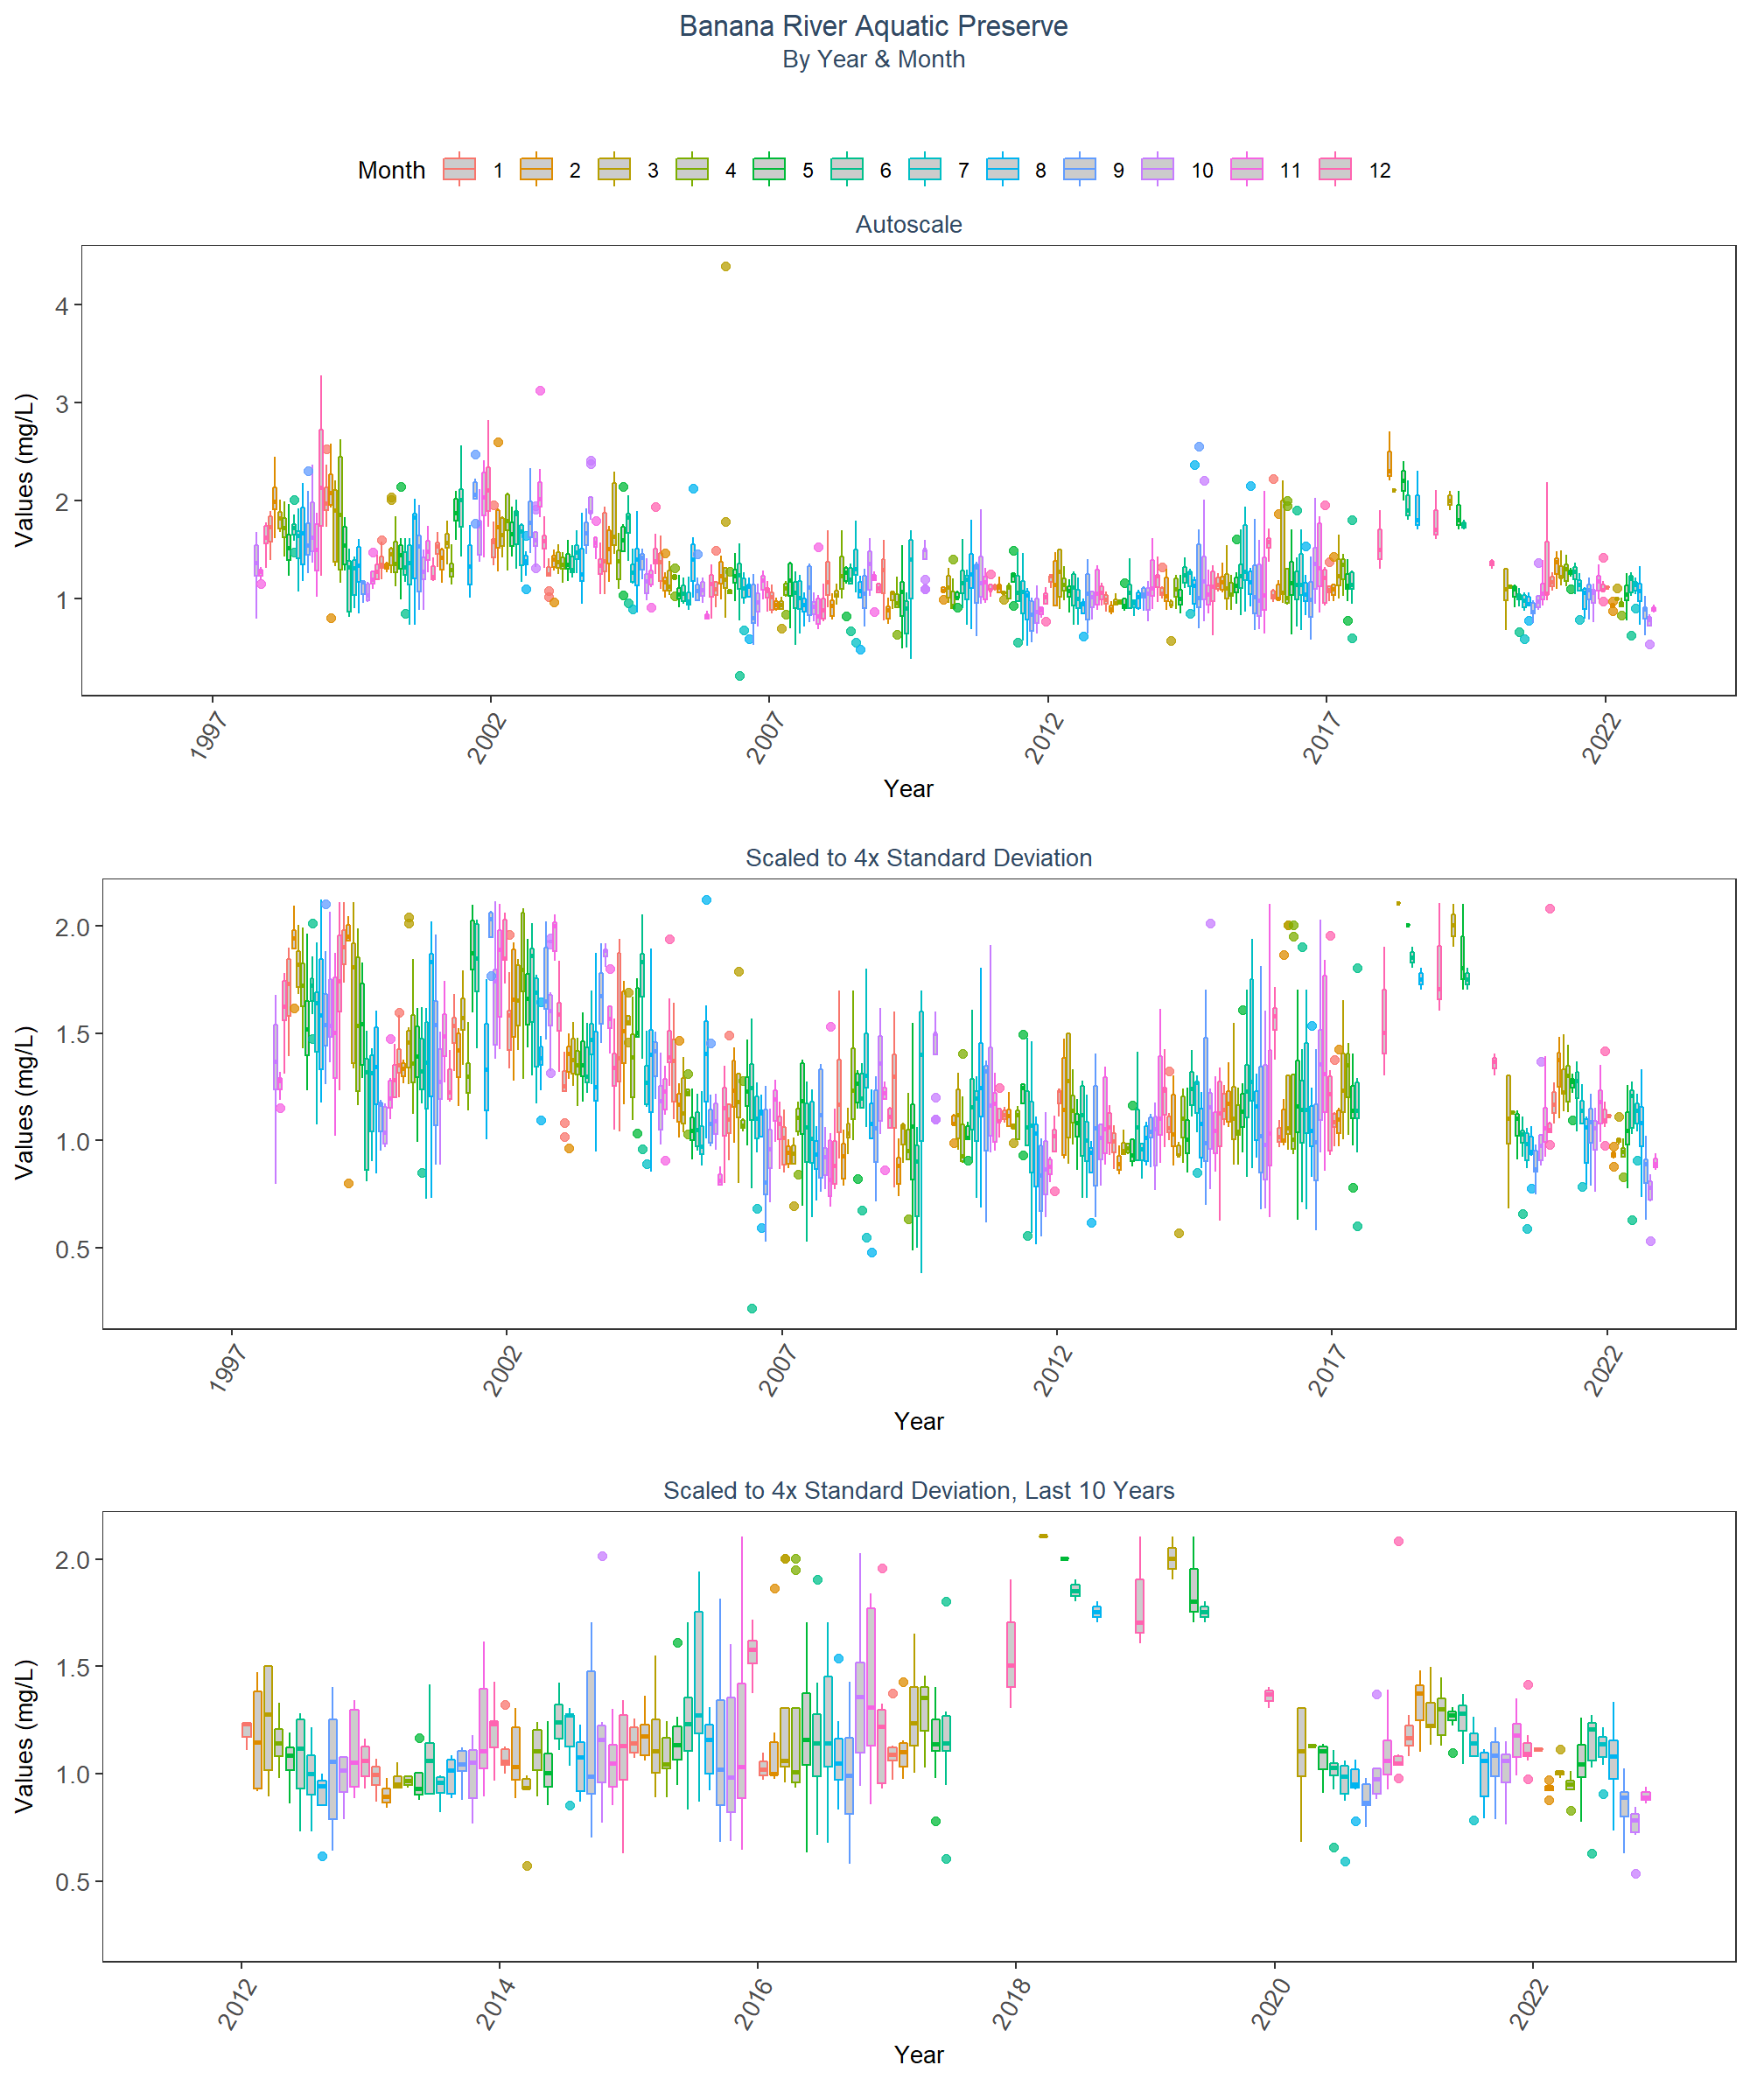 Banana River Aquatic Preserve
By Year & Month
Month 1 2 3 4 5 6 7 8 9 10 11 12
Autoscale
Values (mg/L)
4
3
2
1
1997 2002 2007 2012 2017 2022
Year
Scaled to 4x Standard Deviation
Values (mg/L)
2.0
1.5
1.0
0.5
1997 2002 2007 2012 2017 2022
Year
Scaled to 4x Standard Deviation, Last 10 Years
Values (mg/L)
2.0
1.5
1.0
0.5
2012 2014 2016 2018 2020 2022
Year